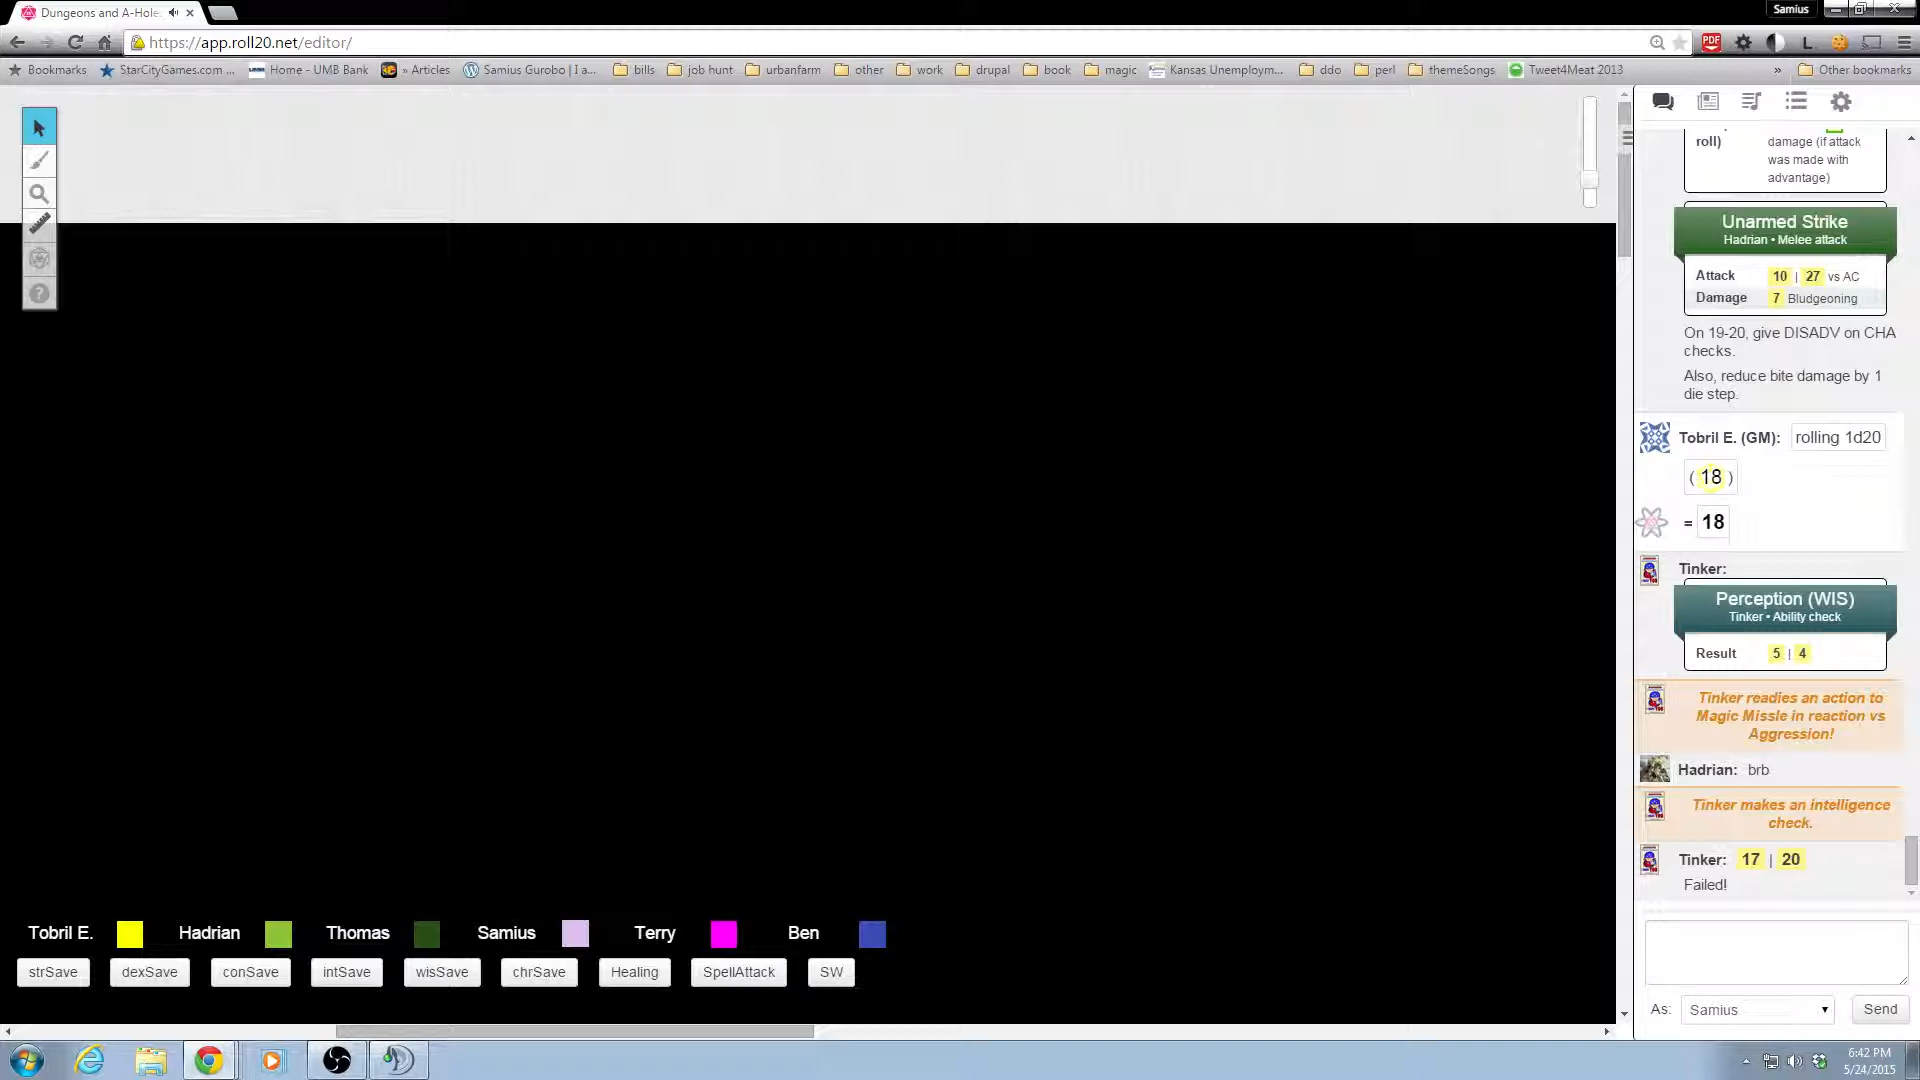 Dungeons and A-Hole
Samius
https://app.roll20.net/editor/
PDF
L
Bookmarks
StarCityGames.com ...
Home - UMB Bank
» Articles
Samius Gurobo | I a...
bills
job hunt
urbanfarm
other
work
drupal
book
magic
Kansas Unemploym...
ddo
perl
themeSongs
Tweet4Meat 2013
»
Other bookmarks
roll)
damage (if attack
was made with
advantage)
Unarmed Strike
Hadrian • Melee attack
Attack 10 | 27 vs AC
Damage 7 Bludgeoning
On 19-20, give DISADV on CHA
checks.
Also, reduce bite damage by 1
die step.
Tobril E. (GM): rolling 1d20
(18)
= 18
Tinker:
Perception (WIS)
Tinker • Ability check
Result 5 | 4
Tinker readies an action to
Magic Missle in reaction vs
Aggression!
Hadrian: brb
Tinker makes an intelligence
check.
Tinker: 17 | 20
Failed!
Tobril E.
Hadrian
Thomas
Samius
Terry
Ben
strSave
dexSave
conSave
intSave
wisSave
chrSave
Healing
SpellAttack
SW
As: Samius
Send
6:42 PM
5/24/2015